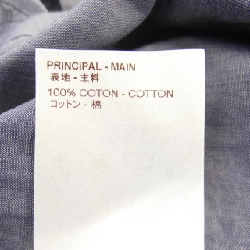 PRINCIPAL - MAIN
表地 - 主料
100% COTON - COTTON
コットン - 棉